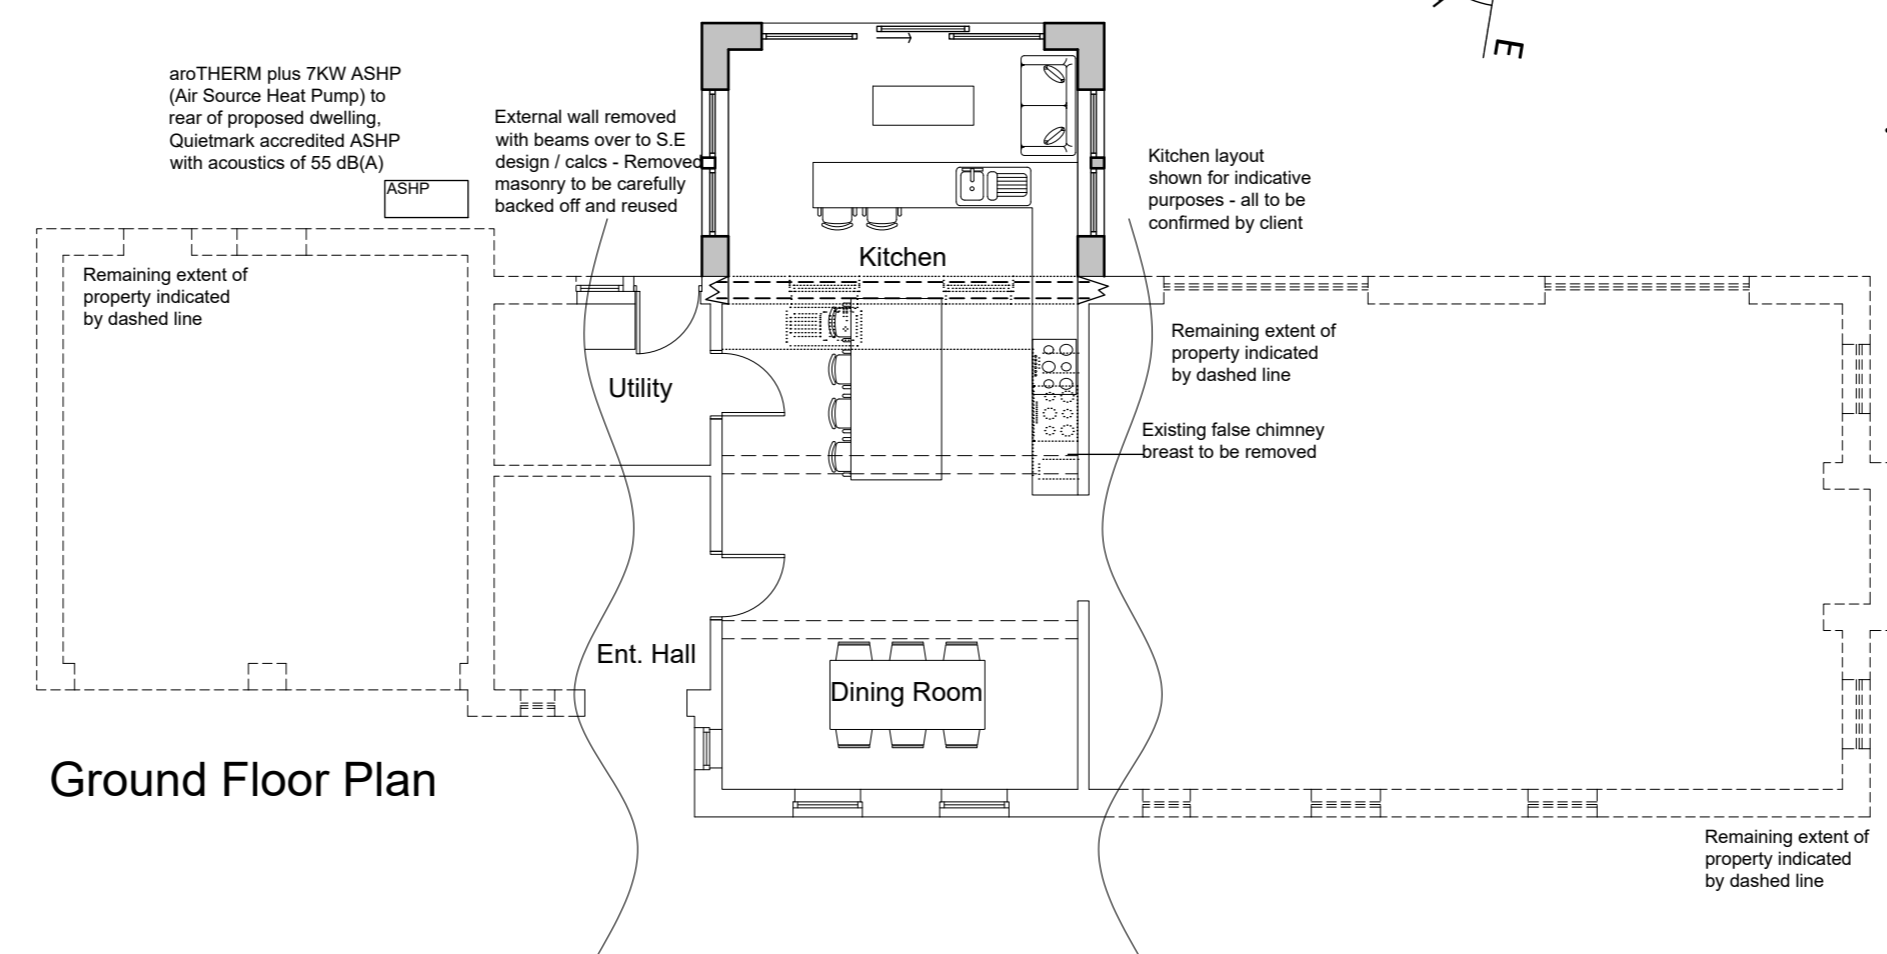 E
aroTHERM plus 7KW ASHP
(Air Source Heat Pump) to
rear of proposed dwelling,
Quietmark accredited ASHP
with acoustics of 55 dB(A)
ASHP
External wall removed
with beams over to S.E
design / calcs - Removed
masonry to be carefully
backed off and reused
Kitchen layout
shown for indicative
purposes - all to be
confirmed by client
Kitchen
Remaining extent of
property indicated
by dashed line
Remaining extent of
property indicated
by dashed line
Utility
Existing false chimney
breast to be removed
Ent. Hall
Dining Room
Ground Floor Plan
Remaining extent of
property indicated
by dashed line